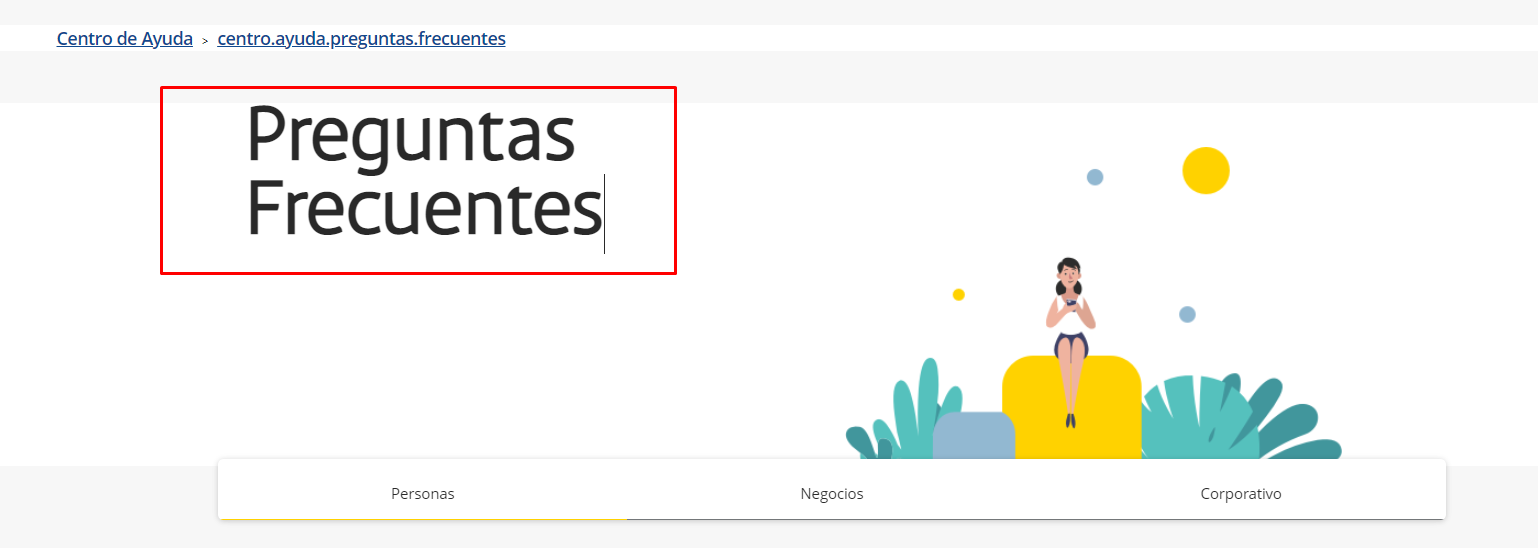 Centro de Ayuda > centro.ayuda.preguntas.frecuentes
Preguntas
Frecuentes
Personas Negocios Corporativo